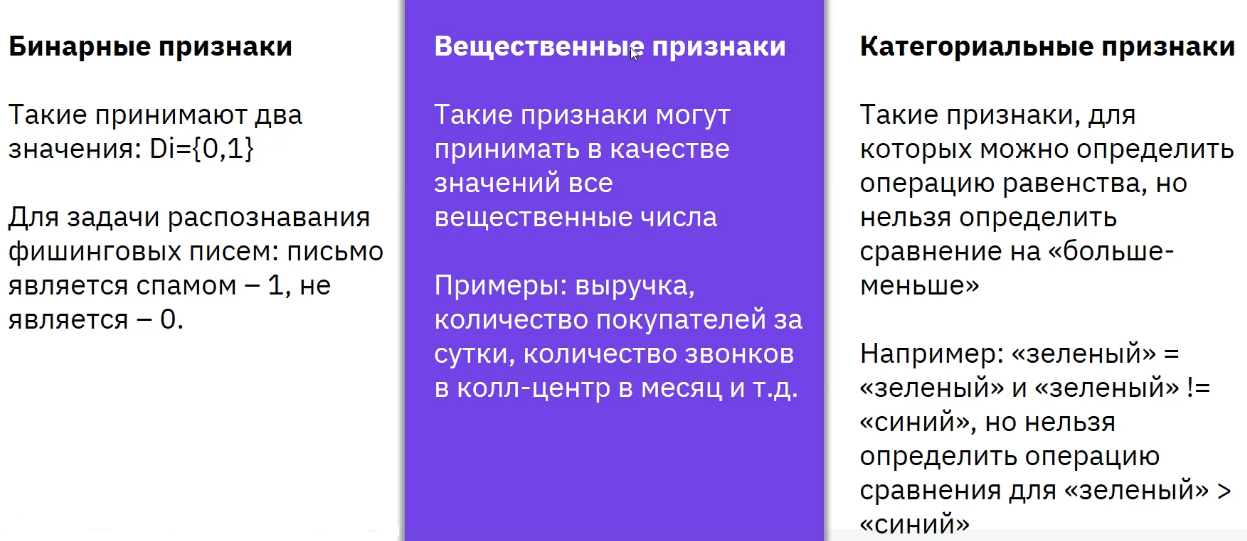 Бинарные признаки
Такие принимают два
значения: Di={0,1}
Для задачи распознавания
фишинговых писем: письмо
является спамом – 1, не
является – 0.
Вещественные признаки
Такие признаки могут
принимать в качестве
значений все
вещественные числа
Примеры: выручка,
количество покупателей за
сутки, количество звонков
в колл-центр в месяц и т.д.
Категориальные признаки
Такие признаки, для
которых можно определить
операцию равенства, но
нельзя определить
сравнение на «больше-
меньше»
Например: «зеленый» =
«зеленый» и «зеленый» !=
«синий», но нельзя
определить операцию
сравнения для «зеленый» >
«синий»